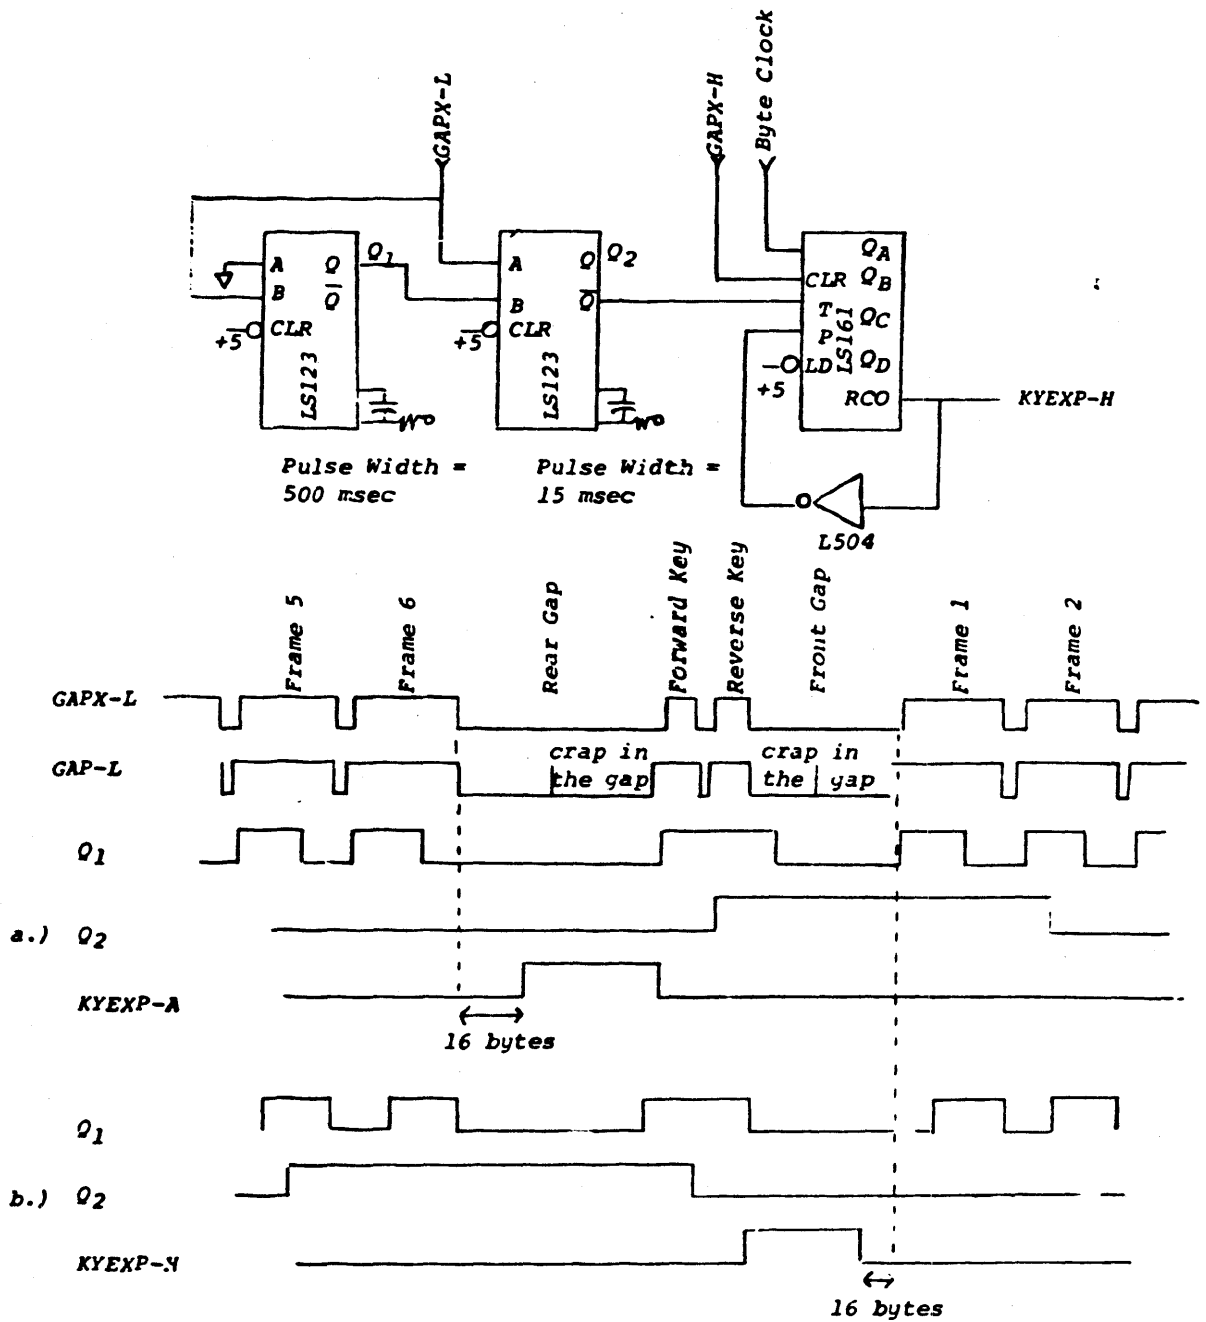 GAPX-L
GAPX-H
Byte Clock
A Q Q1
B Q
+5 CLR
LS123
A Q Q2
B Q
+5 CLR
LS123
QA
CLR QB
T QC
P
LD QD
+5
LS161
RCO
KYEXP-H
Pulse Width =
500 msec
Pulse Width =
15 msec
LS04
Frame 5
Frame 6
Rear Gap
Forward Key
Reverse Key
Front Gap
Frame 1
Frame 2
GAPX-L
GAP-L
crap in
the gap
crap in
the gap
Q1
a.) Q2
KYEXP-A
16 bytes
Q1
b.) Q2
KYEXP-H
16 bytes